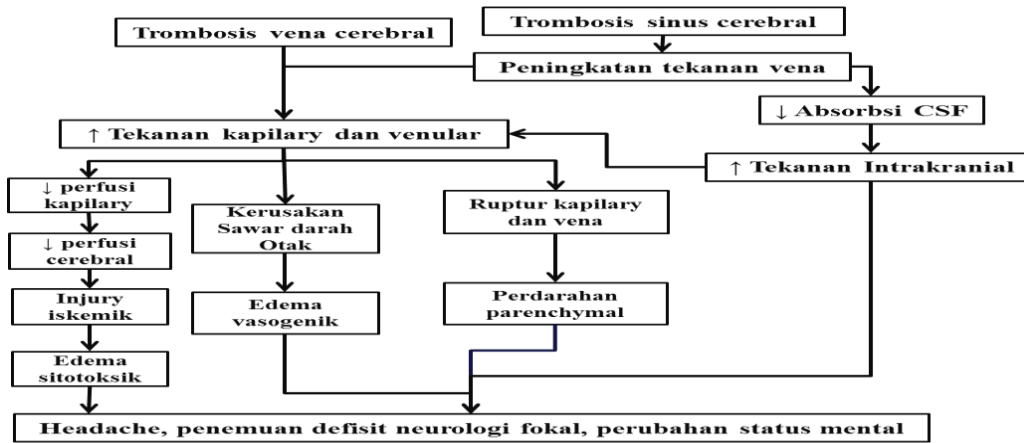 Trombosis vena cerebral
Trombosis sinus cerebral
Peningkatan tekanan vena
↓ Absorbsi CSF
↑ Tekanan kapilary dan venular
↑ Tekanan Intrakranial
↓ perfusi
kapilary
Kerusakan
Sawar darah
Otak
Ruptur kapilary
dan vena
↓ perfusi
cerebral
Injury
iskemik
Edema
vasogenik
Perdarahan
parenchymal
Edema
sitotoksik
Headache, penemuan defisit neurologi fokal, perubahan status mental